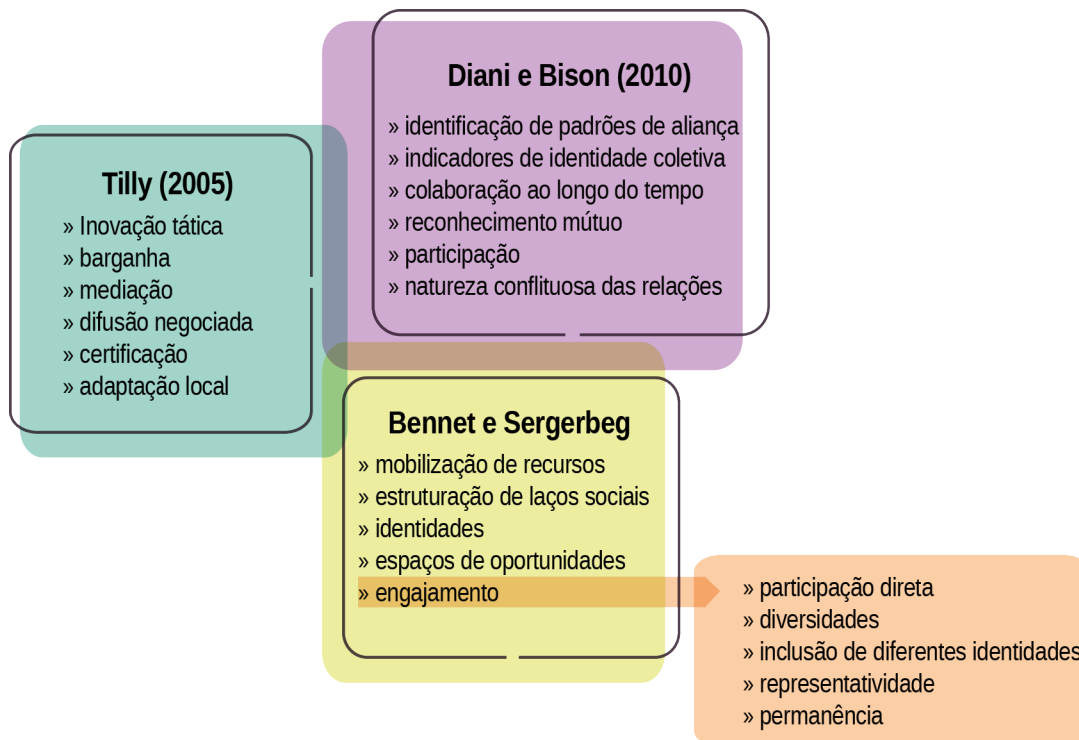 Diani e Bison (2010)
» identificação de padrões de aliança
» indicadores de identidade coletiva
» colaboração ao longo do tempo
» reconhecimento mútuo
» participação
» natureza conflituosa das relações
Tilly (2005)
» Inovação tática
» barganha
» mediação
» difusão negociada
» certificação
» adaptação local
Bennet e Sergerbeg
» mobilização de recursos
» estruturação de laços sociais
» identidades
» espaços de oportunidades
» engajamento
» participação direta
» diversidades
» inclusão de diferentes identidades
» representatividade
» permanência